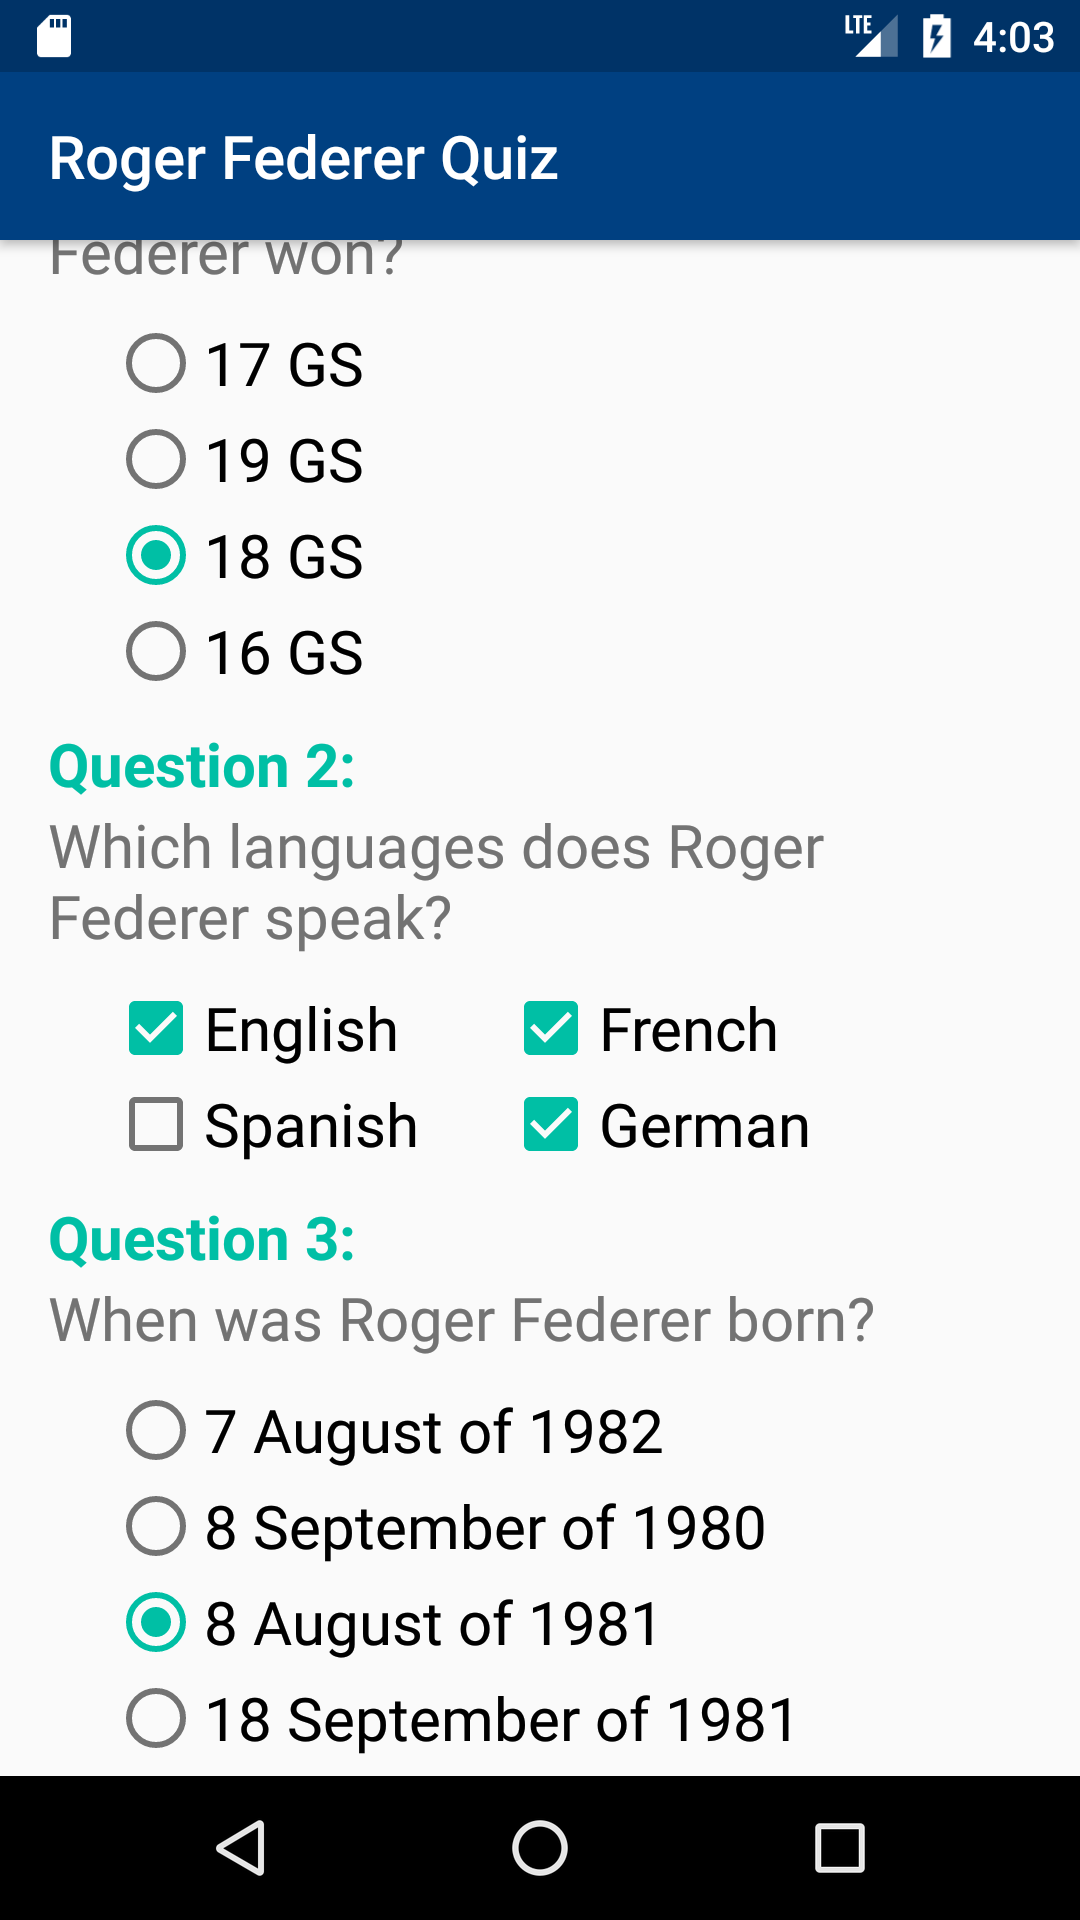 LTE 4:03
Roger Federer Quiz
Federer won?
17 GS
19 GS
18 GS
16 GS
Question 2:
Which languages does Roger
Federer speak?
English French
Spanish German
Question 3:
When was Roger Federer born?
7 August of 1982
8 September of 1980
8 August of 1981
18 September of 1981